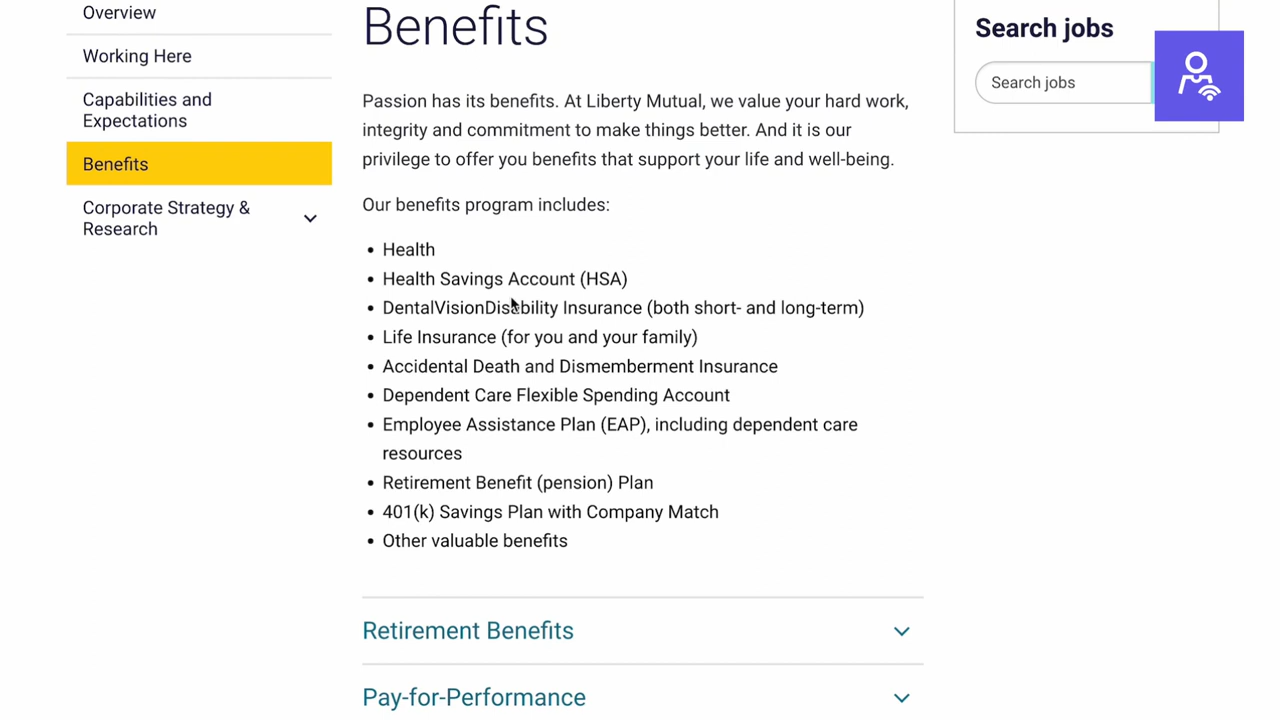 Overview
Working Here
Capabilities and
Expectations
Benefits
Corporate Strategy &
Research
Benefits
Passion has its benefits. At Liberty Mutual, we value your hard work,
integrity and commitment to make things better. And it is our
privilege to offer you benefits that support your life and well-being.
Our benefits program includes:
• Health
• Health Savings Account (HSA)
• DentalVisionDisability Insurance (both short- and long-term)
• Life Insurance (for you and your family)
• Accidental Death and Dismemberment Insurance
• Dependent Care Flexible Spending Account
• Employee Assistance Plan (EAP), including dependent care
resources
• Retirement Benefit (pension) Plan
• 401(k) Savings Plan with Company Match
• Other valuable benefits
Retirement Benefits
Pay-for-Performance
Search jobs
Search jobs